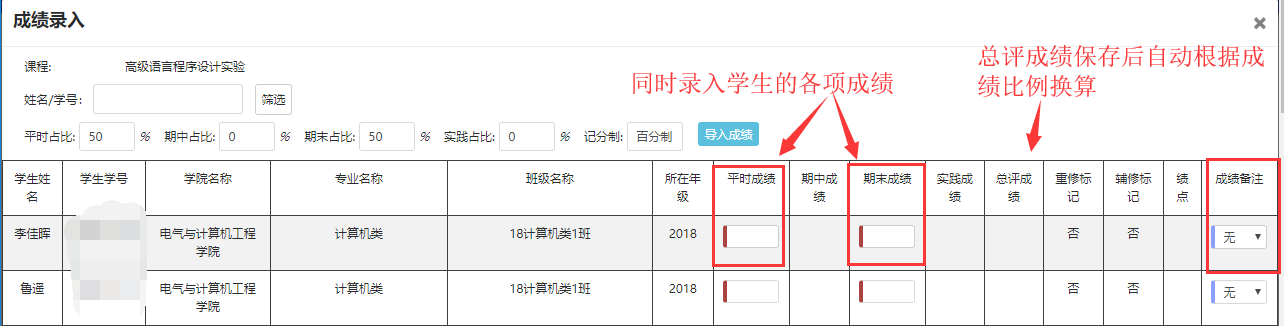 成绩录入
×
课程: 高级语言程序设计实验
总评成绩保存后自动根据成
绩比例换算
同时录入学生的各项成绩
姓名/学号: 筛选
平时占比: 50 % 期中占比: 0 % 期末占比: 50 % 实践占比: 0 % 记分制: 百分制 导入成绩
学生姓名 学生学号 学院名称 专业名称 班级名称 所在年级 平时成绩 期中成绩 期末成绩 实践成绩 总评成绩 重修标记 辅修标记 绩点 成绩备注
李佳晖 电气与计算机工程学院 计算机类 18计算机类1班 2018 否 否 无
鲁遥 电气与计算机工程学院 计算机类 18计算机类1班 2018 否 否 无